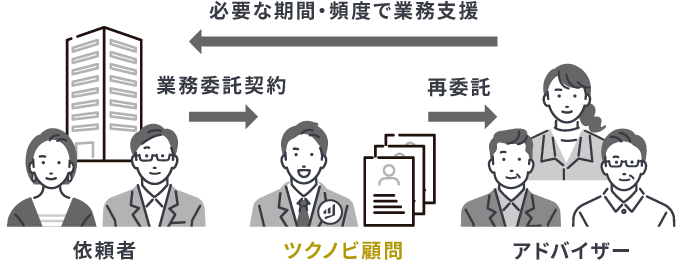 必要な期間・頻度で業務支援
業務委託契約
再委託
依頼者
ツクノビ顧問
アドバイザー